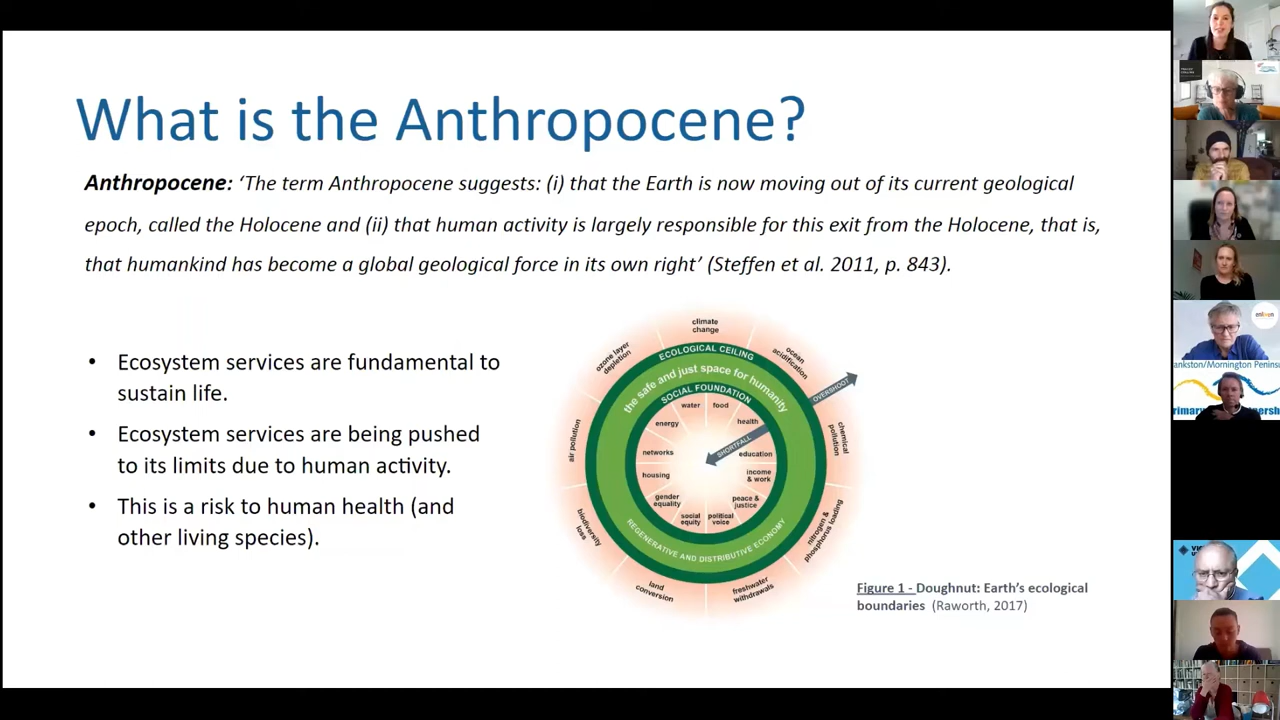 What is the Anthropocene?
Anthropocene: ‘The term Anthropocene suggests: (i) that the Earth is now moving out of its current geological
epoch, called the Holocene and (ii) that human activity is largely responsible for this exit from the Holocene, that is,
that humankind has become a global geological force in its own right’ (Steffen et al. 2011, p. 843).
• Ecosystem services are fundamental to
sustain life.
• Ecosystem services are being pushed
to its limits due to human activity.
• This is a risk to human health (and
other living species).
climate
change
ocean
acidification
chemical
pollution
nitrogen &
phosphorus loading
freshwater
withdrawals
land
conversion
biodiversity
loss
air pollution
ozone layer
depletion
ECOLOGICAL CEILING
the safe and just space for humanity
SOCIAL FOUNDATION
OVERSHOOT
SHORTFALL
water
food
health
education
income
& work
peace &
justice
political
voice
social
equity
gender
equality
housing
networks
energy
REGENERATIVE AND DISTRIBUTIVE ECONOMY
Figure 1 - Doughnut: Earth’s ecological
boundaries (Raworth, 2017)
ankston/Mornington Penins